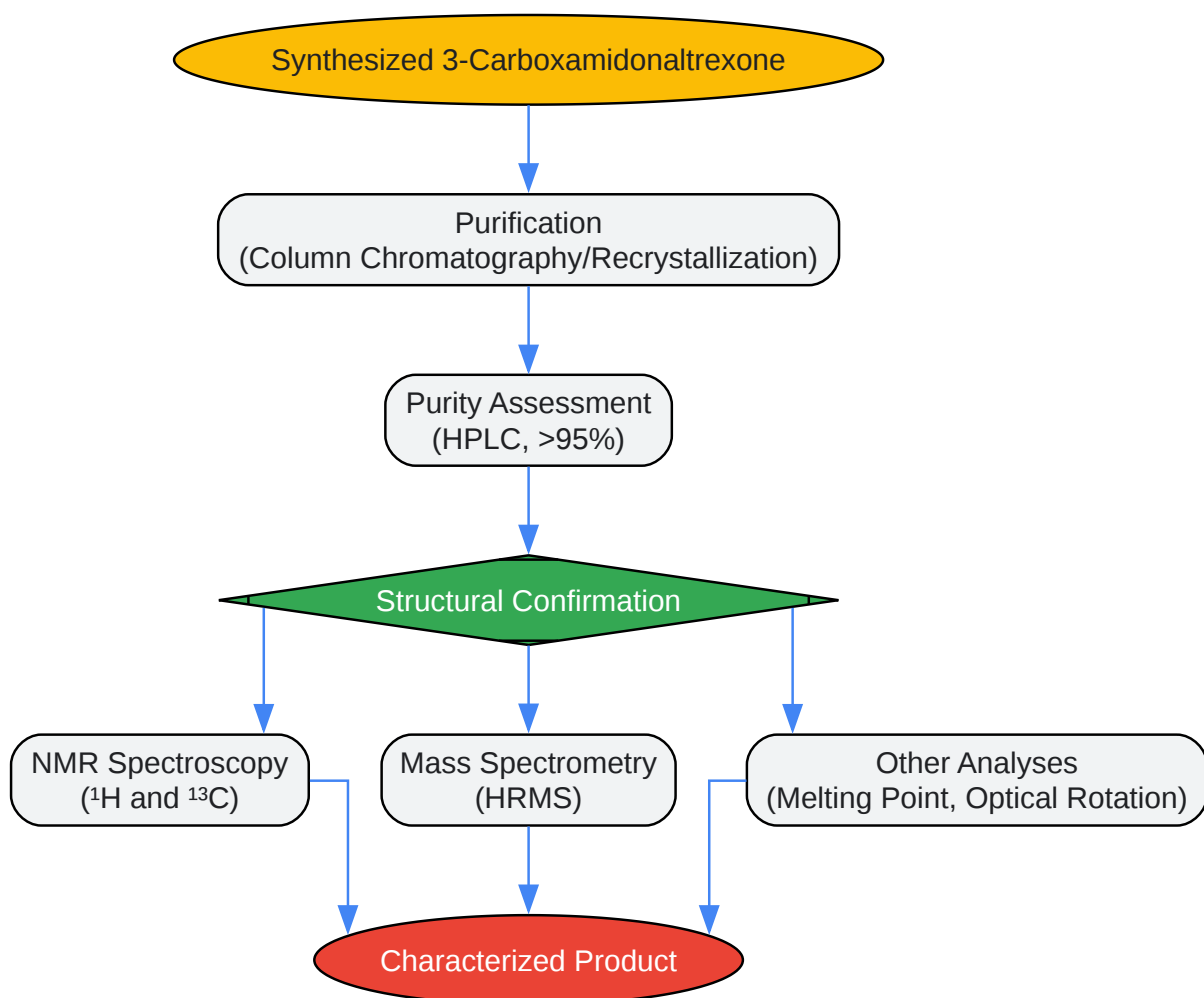 Synthesized 3-Carboxamidonaltrexone
Purification
(Column Chromatography/Recrystallization)
Purity Assessment
(HPLC, >95%)
Structural Confirmation
NMR Spectroscopy
(¹H and ¹³C)
Mass Spectrometry
(HRMS)
Other Analyses
(Melting Point, Optical Rotation)
Characterized Product